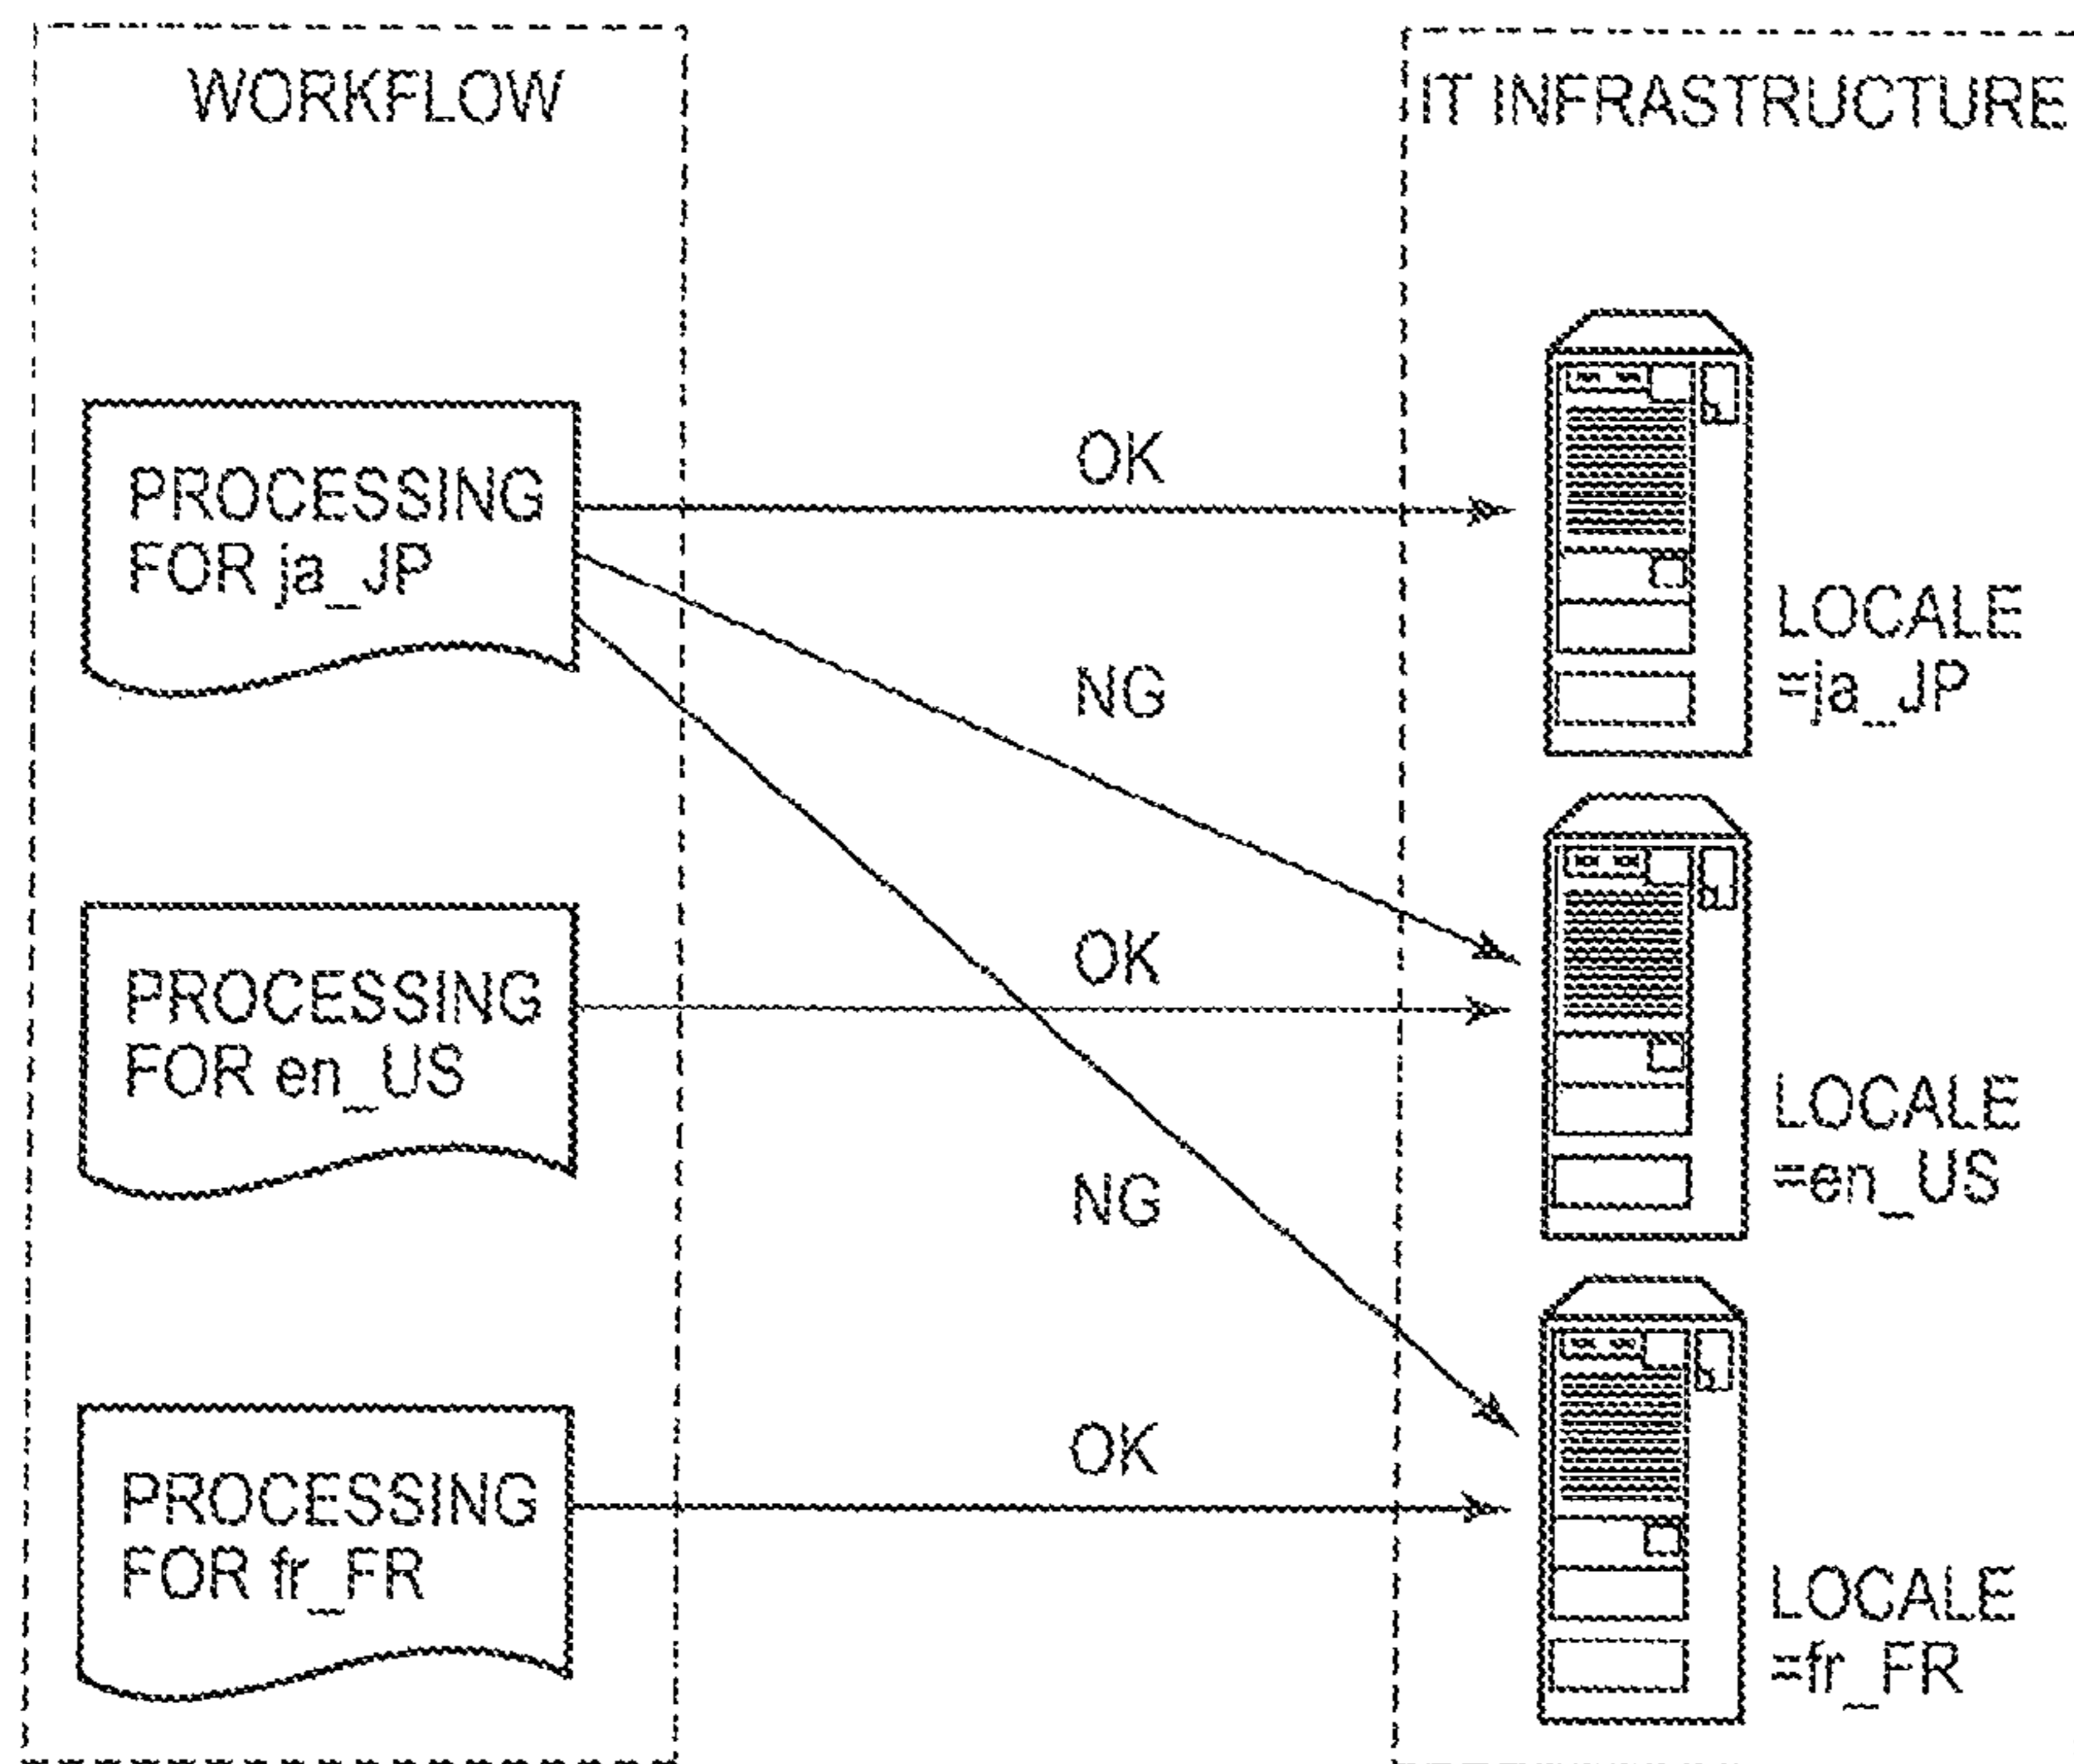 WORKFLOW
IT INFRASTRUCTURE
PROCESSING
FOR ja_JP
OK
LOCALE
=ja_JP
NG
PROCESSING
FOR en_US
OK
LOCALE
=en_US
NG
PROCESSING
FOR fr_FR
OK
LOCALE
=fr_FR